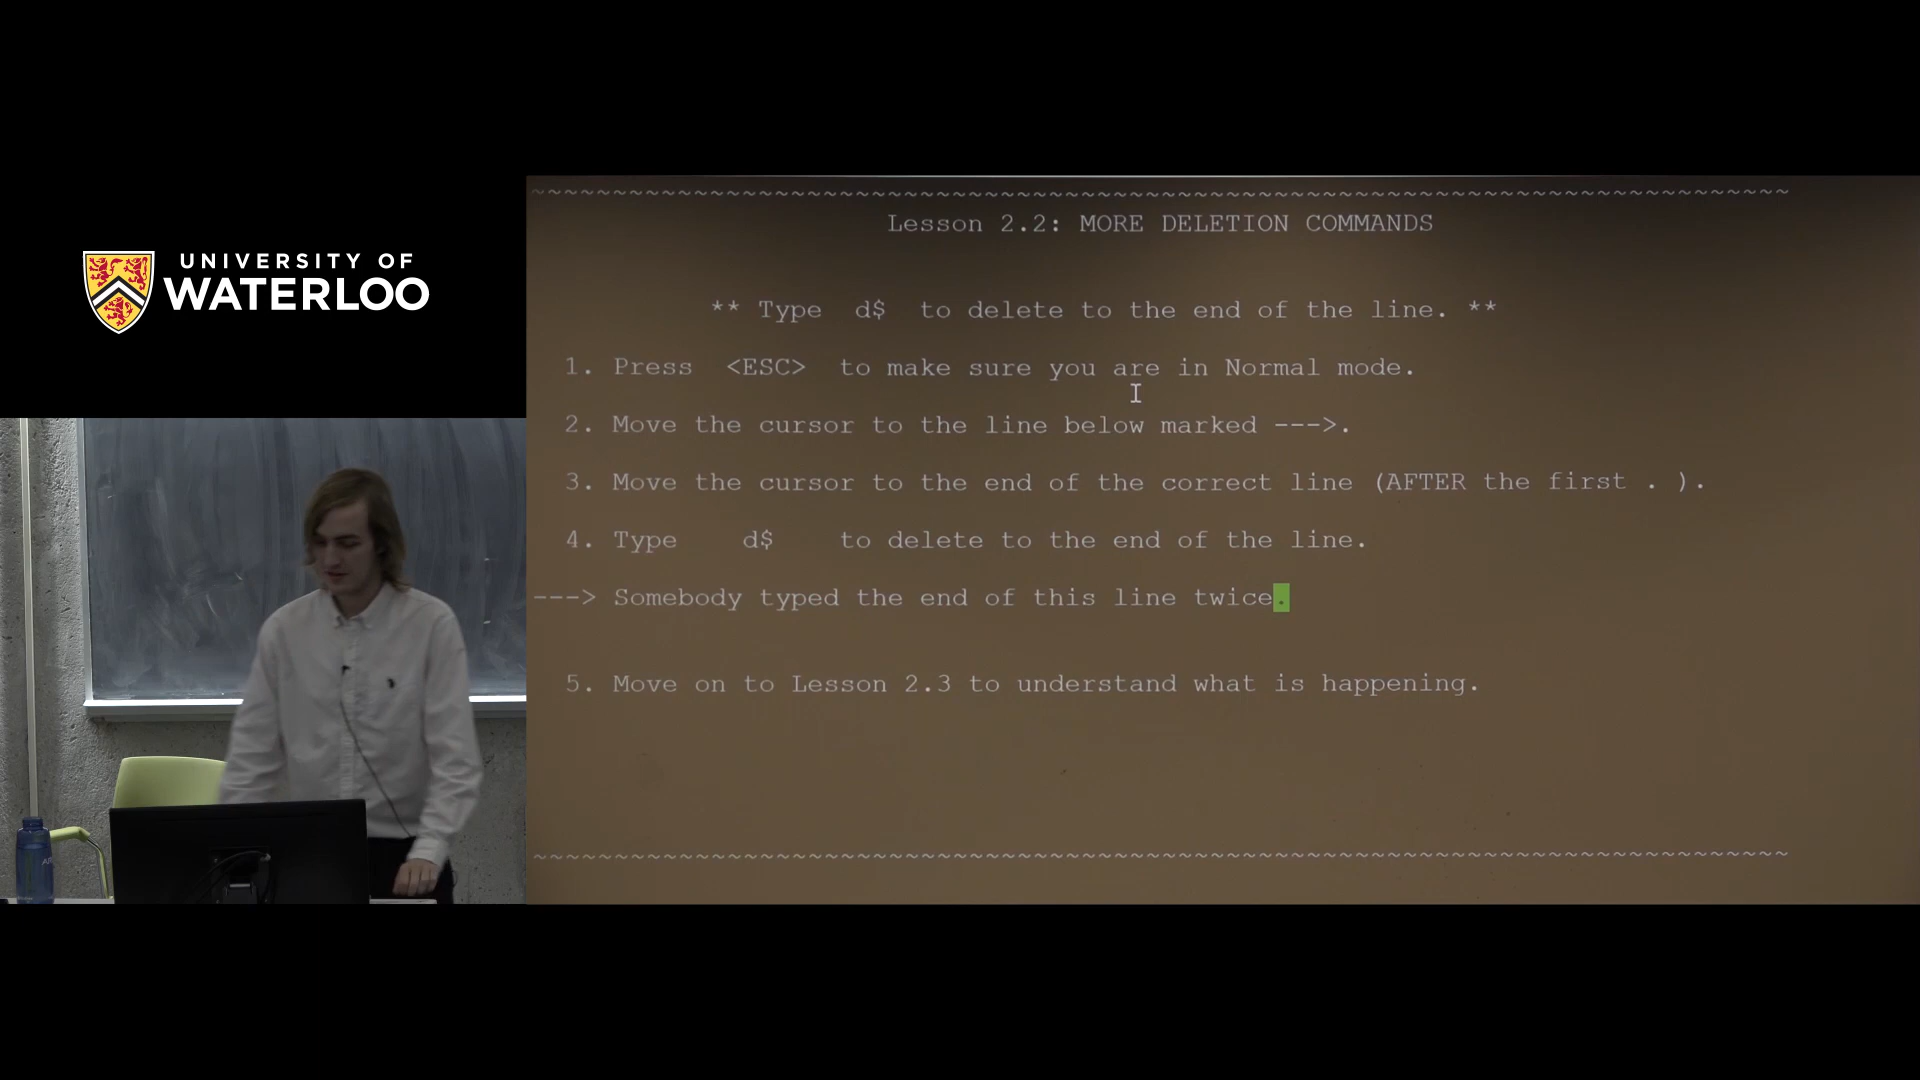 UNIVERSITY OF
WATERLOO
~~~~~~~~~~~~~~~~~~~~~~~~~~~~~~~~~~~~~~~~~~~~~~~~~~~~~~~~~~~~~~~~~~~~~~~~~~~~~~
Lesson 2.2: MORE DELETION COMMANDS
** Type d$ to delete to the end of the line. **
1. Press <ESC> to make sure you are in Normal mode.
2. Move the cursor to the line below marked --->.
3. Move the cursor to the end of the correct line (AFTER the first . ).
4. Type d$ to delete to the end of the line.
---> Somebody typed the end of this line twice.
5. Move on to Lesson 2.3 to understand what is happening.
~~~~~~~~~~~~~~~~~~~~~~~~~~~~~~~~~~~~~~~~~~~~~~~~~~~~~~~~~~~~~~~~~~~~~~~~~~~~~~